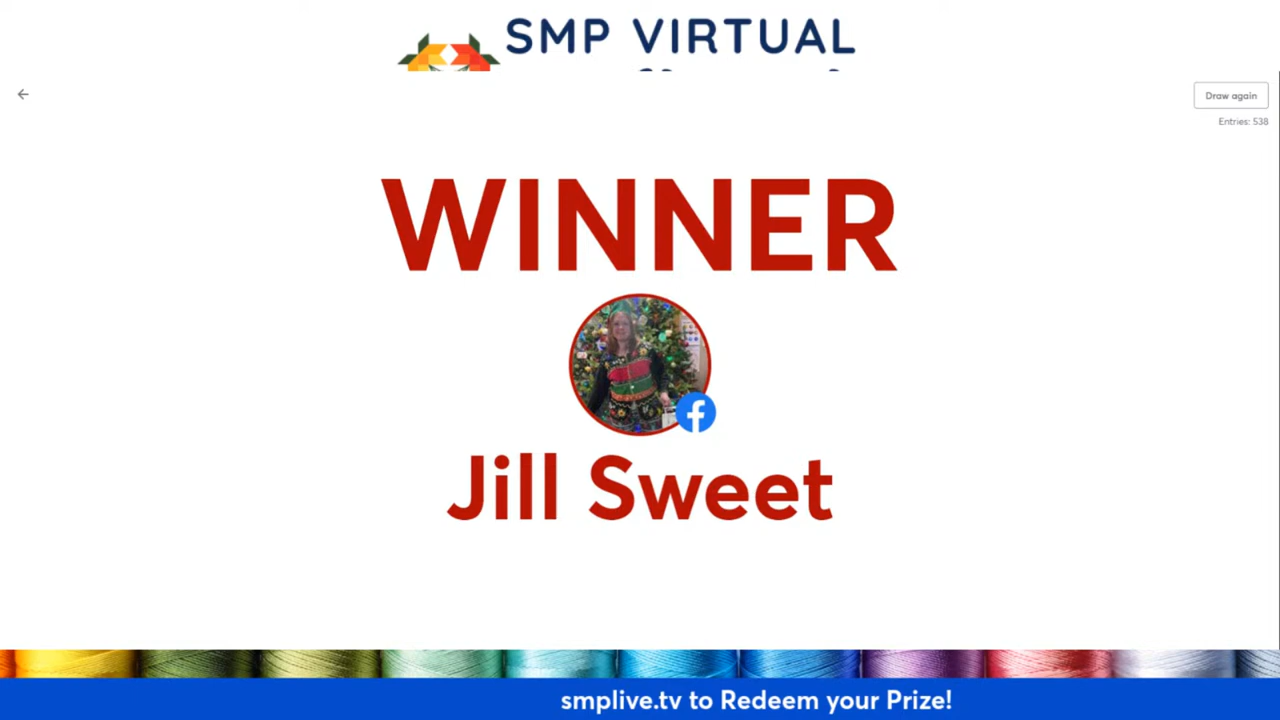 SMP VIRTUAL
Draw again
Entries: 538
WINNER
Jill Sweet
smplive.tv to Redeem your Prize!